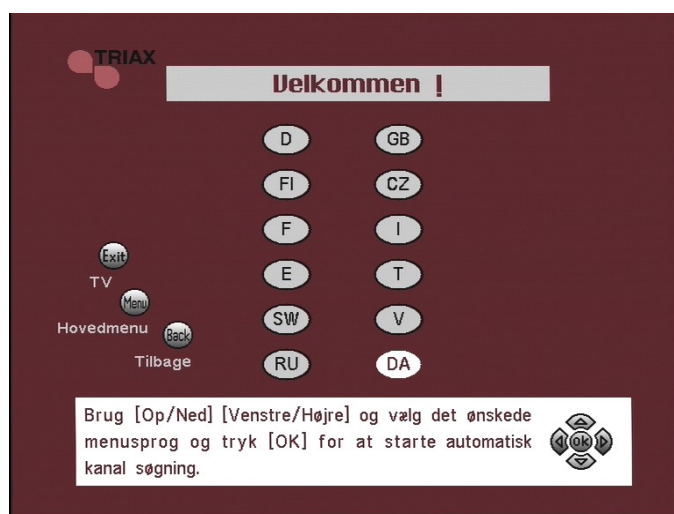 TRIAX
Velkommen !
D GB
FI CZ
F I
E T
SW V
RU DA
Exit
TV
Menu
Hovedmenu
Back
Tilbage
Brug [Op/Ned] [Venstre/Højre] og vælg det ønskede
menusprog og tryk [OK] for at starte automatisk
kanal søgning.
ok